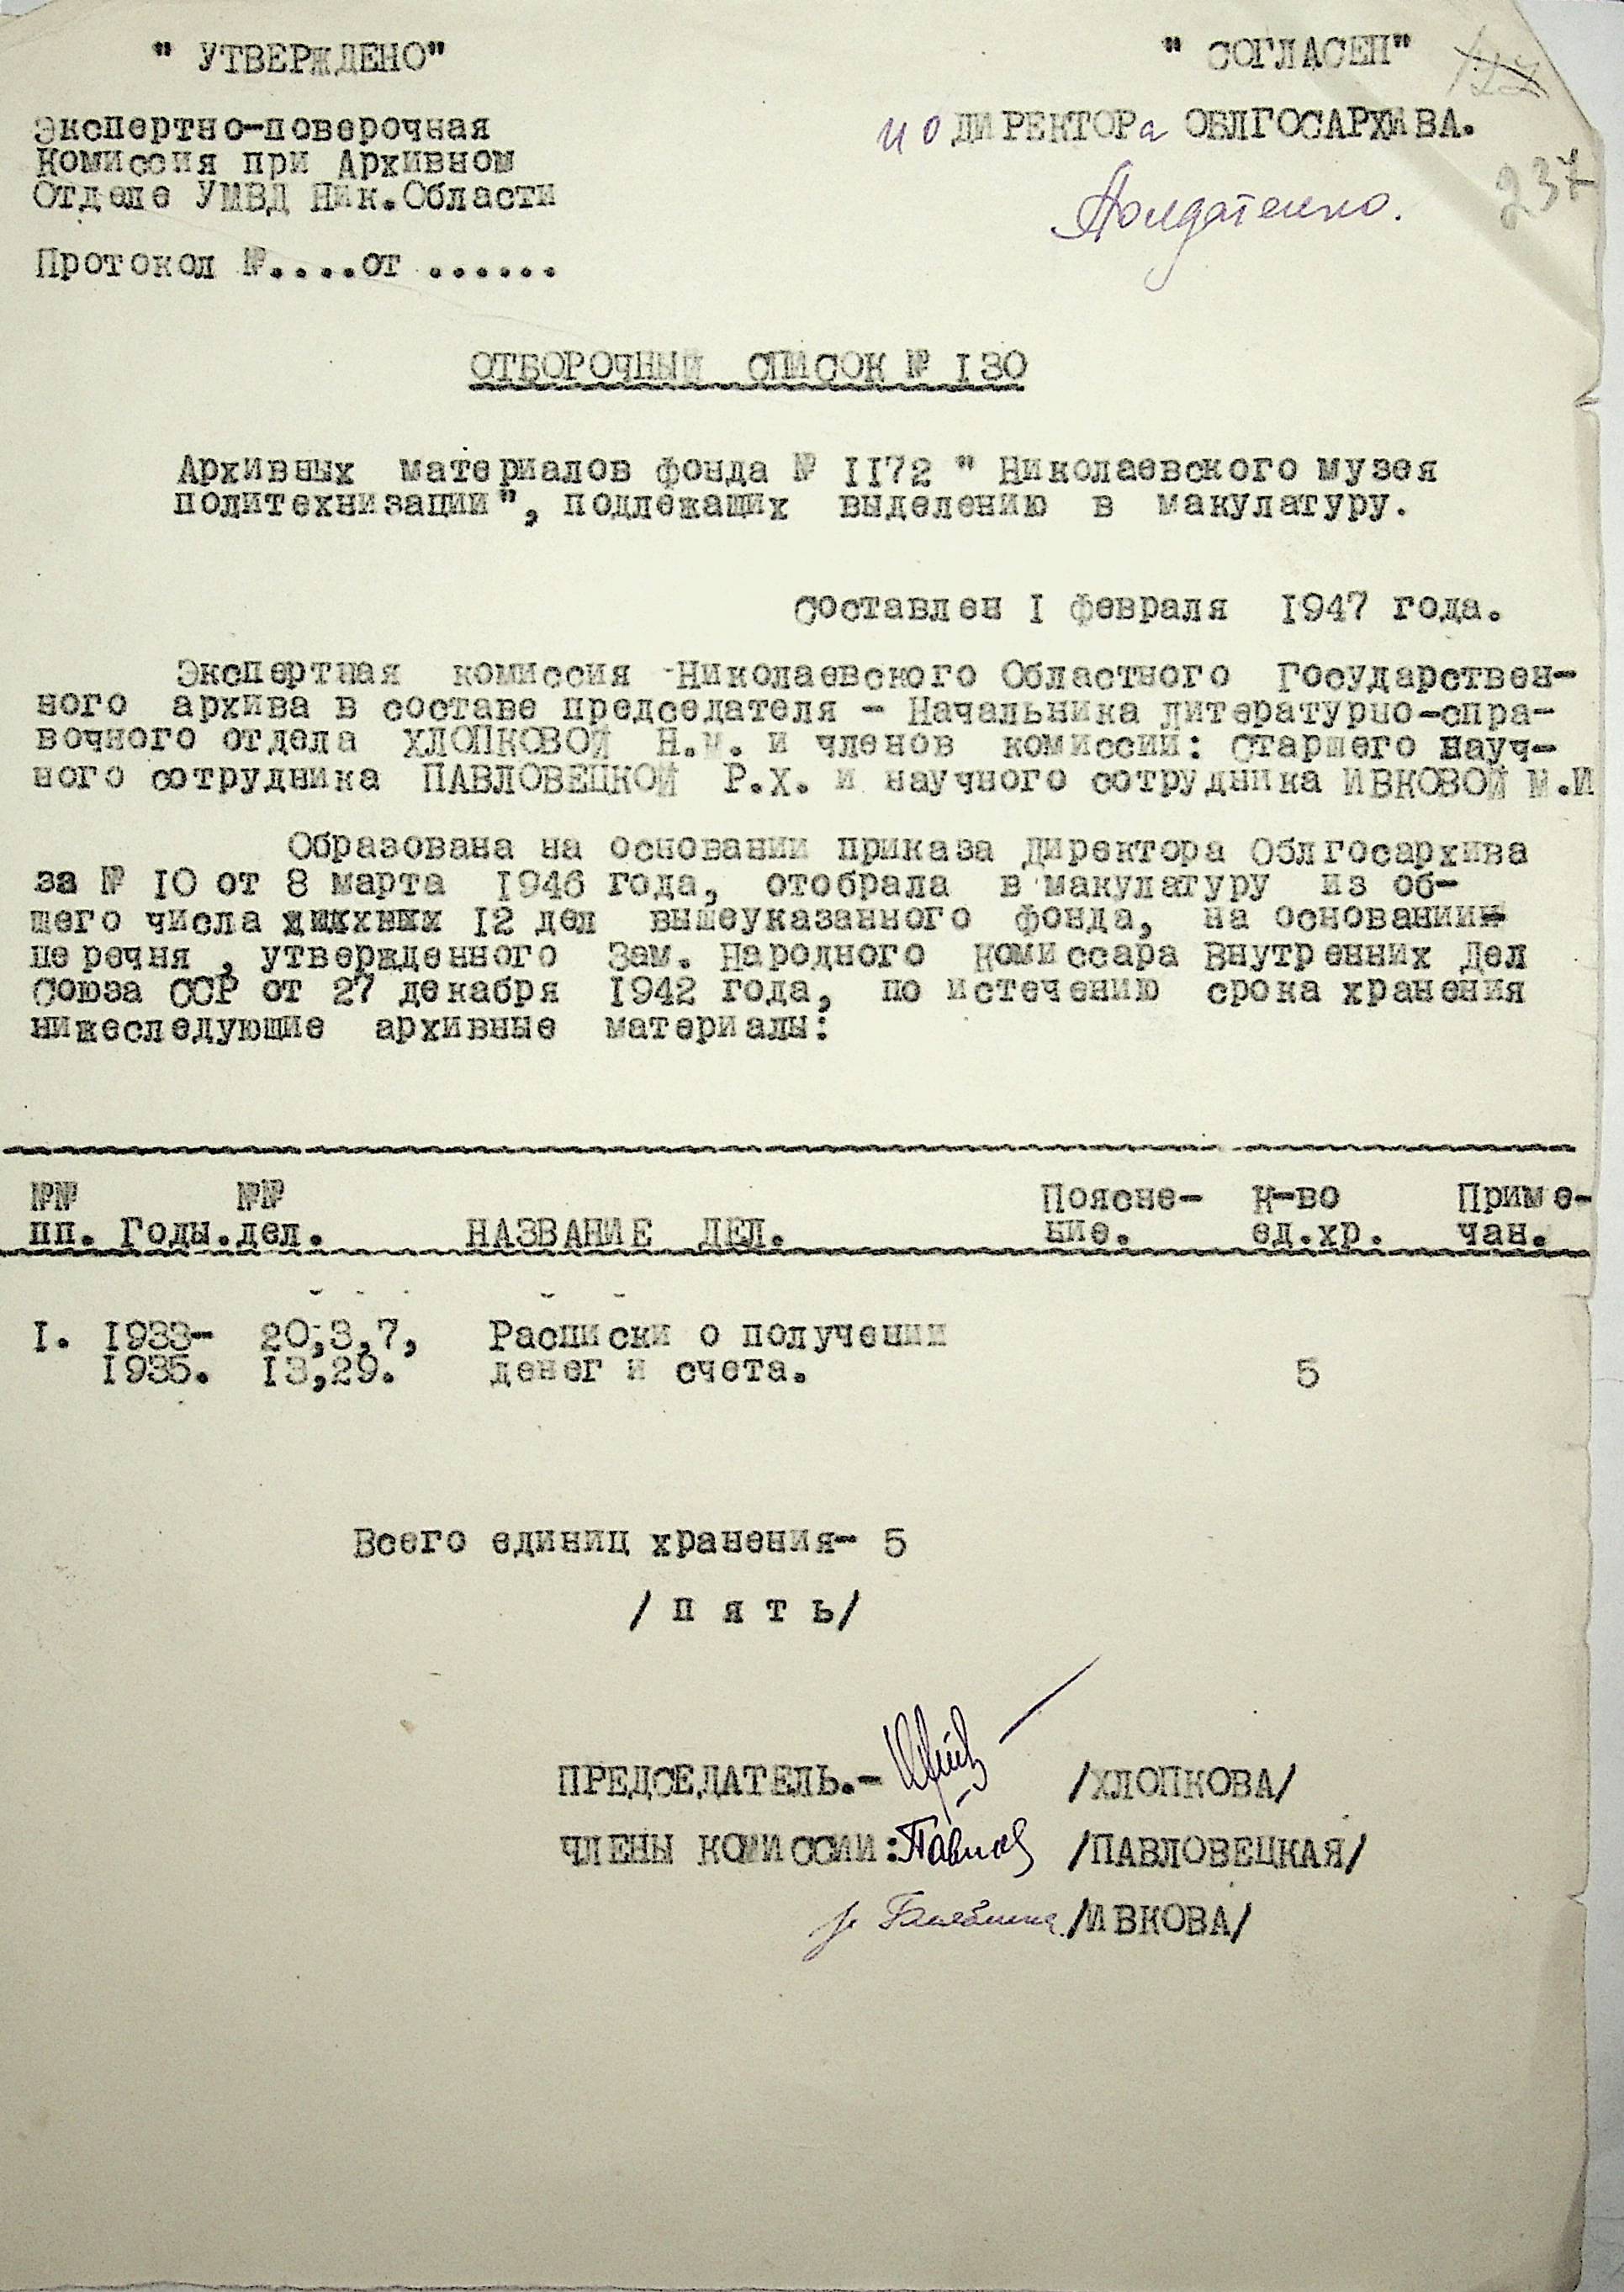 " УТВЕРЖДЕНО"
" СОГЛАСЕН"
Экспертно-поверочная
Комиссия при Архивном
Отделе УМВД Ник.Области
Протокол №....от ......
ио ДИРЕКТОРа ОБЛГОСАРХИВА.
237
ОТБОРОЧНЫЙ СПИСОК № 130
Архивных материалов фонда № II72 " Николаевского музея
политехнизации", подлежащих выделению в макулатуру.
Составлен I февраля 1947 года.
Экспертная комиссия -Николаевского Областного Государствен-
ного архива в составе председателя - Начальника литературно-спра-
вочного отдела ХЛОПКОВОЙ Н.М. и членов комиссии: Старшего науч-
ного сотрудника ПАВЛОВЕЦКОЙ Р.Х. и научного сотрудника ИВКОВОЙ М.И
Образована на основании приказа Директора Облгосархива
за № IO от 8 марта 1946 года, отобрала в макулатуру из об-
щего числа 12 дел вышеуказанного фонда, на основании
перечня , утвержденного Зам. Народного Комиссара Внутренних Дел
Союза ССР от 27 декабря 1942 года, по истечению срока хранения
нижеследующие архивные материалы:
№№ №№ Поясне- К-во Приме-
пп. Годы.дел. НАЗВАНИЕ ДЕЛ. ние. ед.хр. чан.
I. 1933- 20,3,7, Расписки о получении
1935. 13,29. денег и счета. 5
Всего единиц хранения- 5
/ п я т ь/
ПРЕДСЕДАТЕЛЬ.- /ХЛОПКОВА/
ЧЛЕНЫ КОМИССИИ: /ПАВЛОВЕЦКАЯ/
/ИВКОВА/